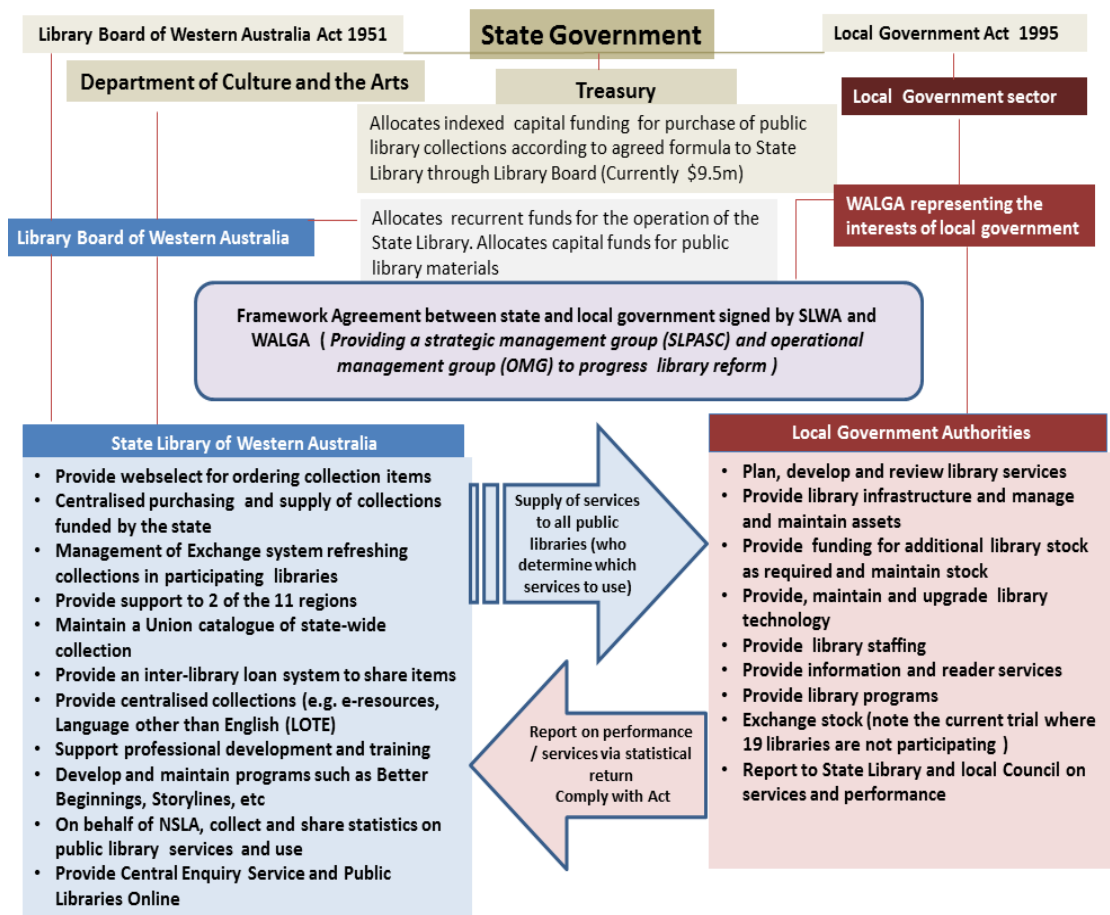 Library Board of Western Australia Act 1951
State Government
Local Government Act 1995
Department of Culture and the Arts
Treasury
Local Government sector
Allocates indexed capital funding for purchase of public
library collections according to agreed formula to State
Library through Library Board (Currently $9.5m)
Library Board of Western Australia
Allocates recurrent funds for the operation of the
State Library. Allocates capital funds for public
library materials
WALGA representing the
interests of local government
Framework Agreement between state and local government signed by SLWA and
WALGA ( Providing a strategic management group (SLPASC) and operational
management group (OMG) to progress library reform )
State Library of Western Australia
• Provide webselect for ordering collection items
• Centralised purchasing and supply of collections
funded by the state
• Management of Exchange system refreshing
collections in participating libraries
• Provide support to 2 of the 11 regions
• Maintain a Union catalogue of state-wide
collection
• Provide an inter-library loan system to share items
• Provide centralised collections (e.g. e-resources,
Language other than English (LOTE)
• Support professional development and training
• Develop and maintain programs such as Better
Beginnings, Storylines, etc
• On behalf of NSLA, collect and share statistics on
public library services and use
• Provide Central Enquiry Service and Public
Libraries Online
Supply of services
to all public
libraries (who
determine which
services to use)
Report on performance
/ services via statistical
return
Comply with Act
Local Government Authorities
• Plan, develop and review library services
• Provide library infrastructure and manage
and maintain assets
• Provide funding for additional library stock
as required and maintain stock
• Provide, maintain and upgrade library
technology
• Provide library staffing
• Provide information and reader services
• Provide library programs
• Exchange stock (note the current trial where
19 libraries are not participating )
• Report to State Library and local Council on
services and performance